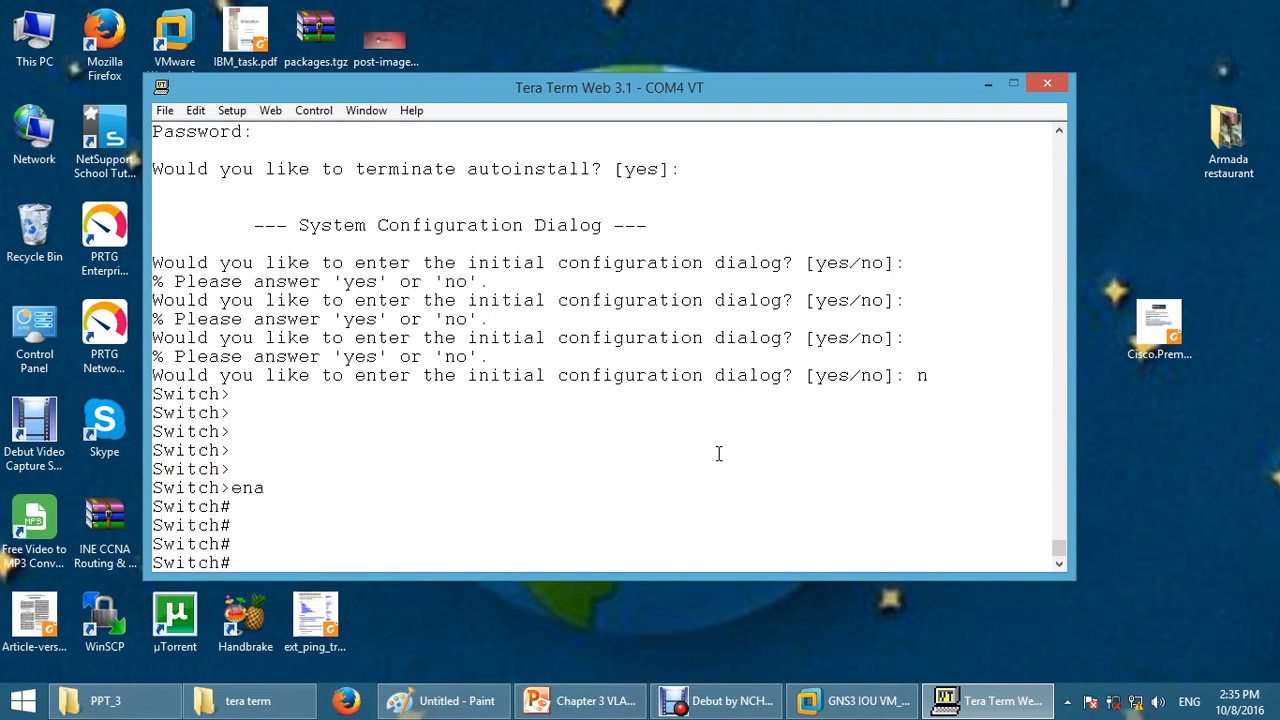 This PC
Mozilla
Firefox
VMware
IBM_task.pdf
packages.tgz
post-image...
Network
NetSupport
School Tut...
Recycle Bin
PRTG
Enterpri...
Control
Panel
PRTG
Netwo...
Debut Video
Capture S...
Skype
Free Video to
MP3 Conv...
INE CCNA
Routing & ...
Article-vers...
WinSCP
µTorrent
Handbrake
ext_ping_tr...
Armada
restaurant
Cisco.Prem...
Tera Term Web 3.1 - COM4 VT
File Edit Setup Web Control Window Help
Password:
Would you like to terminate autoinstall? [yes]:
--- System Configuration Dialog ---
Would you like to enter the initial configuration dialog? [yes/no]:
% Please answer 'yes' or 'no'.
Would you like to enter the initial configuration dialog? [yes/no]:
% Please answer 'yes' or 'no'.
Would you like to enter the initial configuration dialog? [yes/no]:
% Please answer 'yes' or 'no'.
Would you like to enter the initial configuration dialog? [yes/no]: n
Switch>
Switch>
Switch>
Switch>
Switch>
Switch>ena
Switch#
Switch#
Switch#
Switch#
PPT_3
tera term
Untitled - Paint
Chapter 3 VLA...
Debut by NCH...
GNS3 IOU VM_...
Tera Term We...
ENG
2:35 PM
10/8/2016